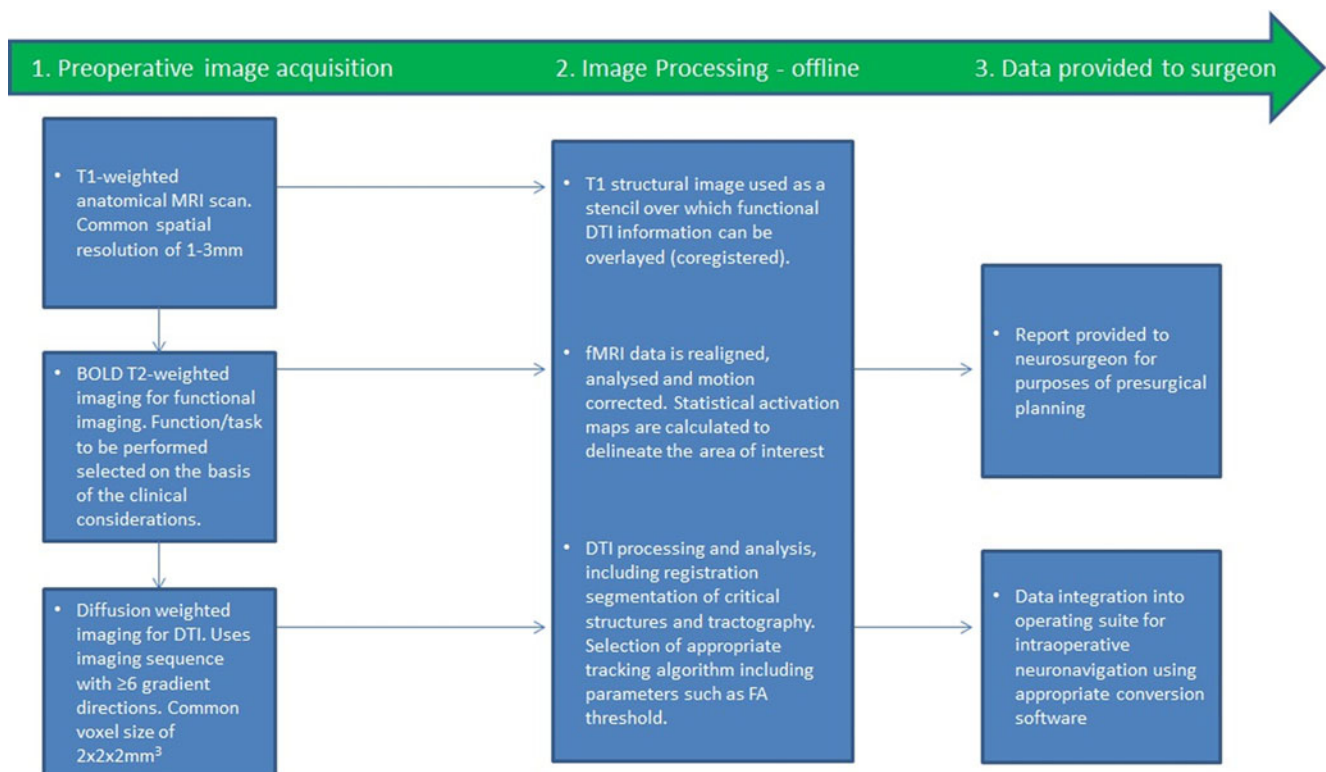 1. Preoperative image acquisition
2. Image Processing - offline
3. Data provided to surgeon
• T1-weighted
anatomical MRI scan.
Common spatial
resolution of 1-3mm
• BOLD T2-weighted
imaging for functional
imaging. Function/task
to be performed
selected on the basis
of the clinical
considerations.
• Diffusion weighted
imaging for DTI. Uses
imaging sequence
with ≥6 gradient
directions. Common
voxel size of
2x2x2mm³
• T1 structural image used as a
stencil over which functional
DTI information can be
overlayed (coregistered).
• fMRI data is realigned,
analysed and motion
corrected. Statistical activation
maps are calculated to
delineate the area of interest
• DTI processing and analysis,
including registration
segmentation of critical
structures and tractography.
Selection of appropriate
tracking algorithm including
parameters such as FA
threshold.
• Report provided to
neurosurgeon for
purposes of presurgical
planning
• Data integration into
operating suite for
intraoperative
neuronavigation using
appropriate conversion
software